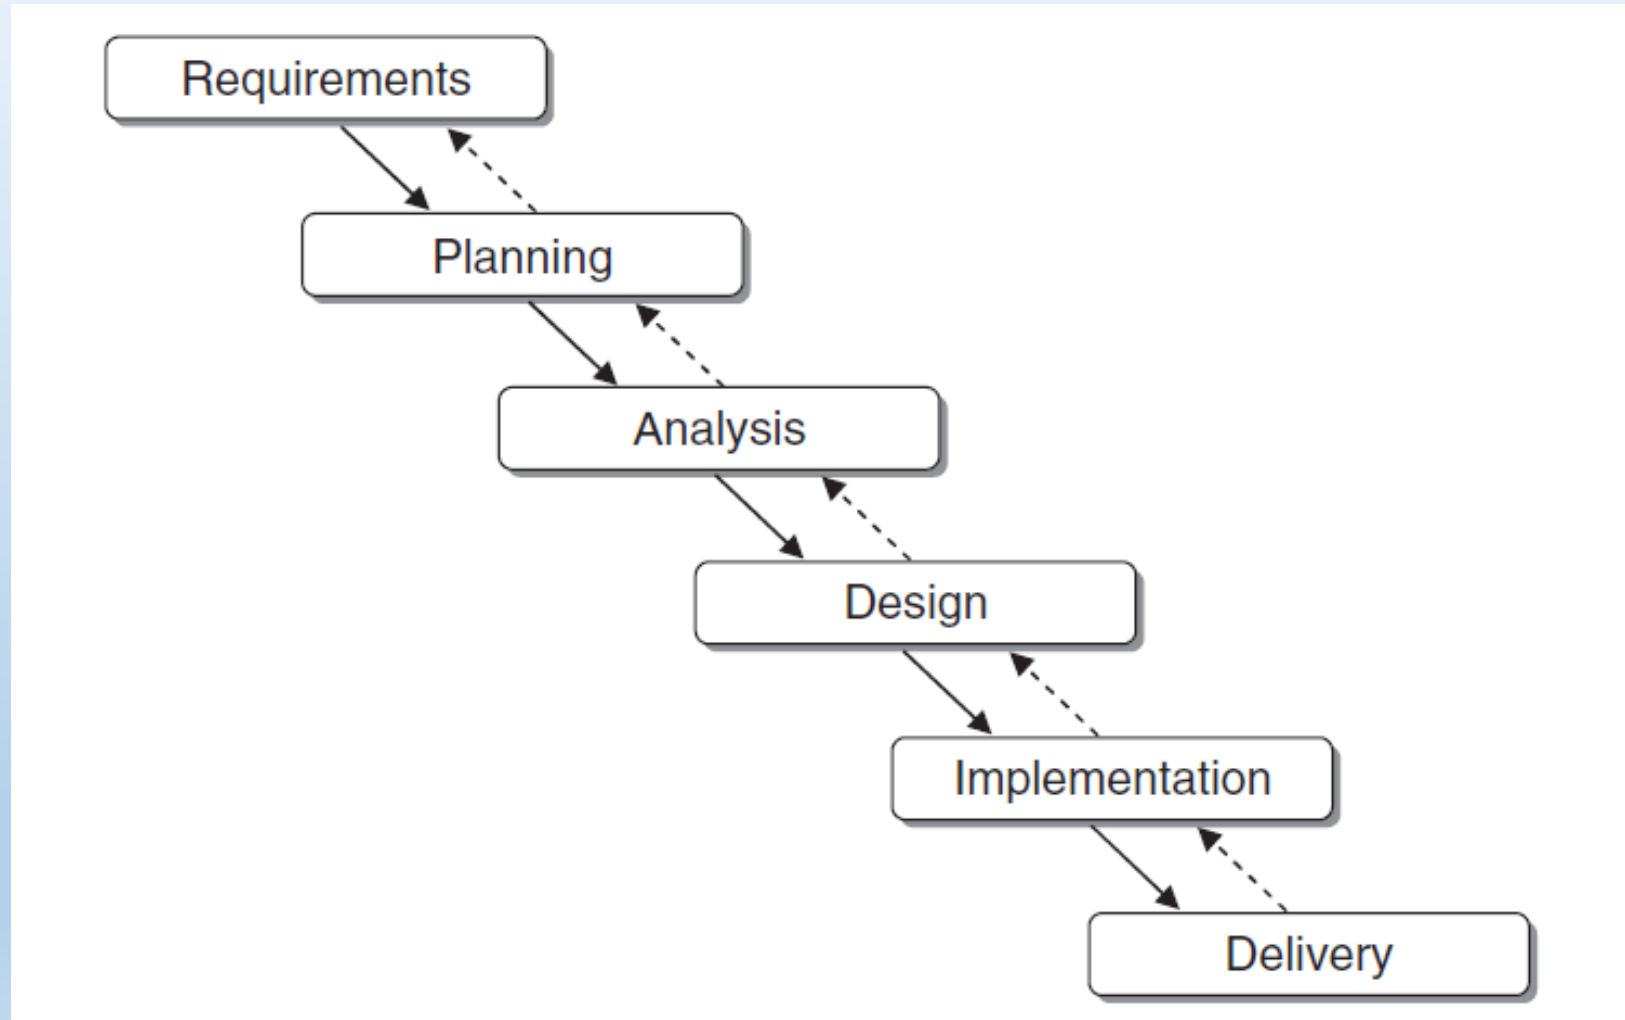 Requirements
Planning
Analysis
Design
Implementation
Delivery